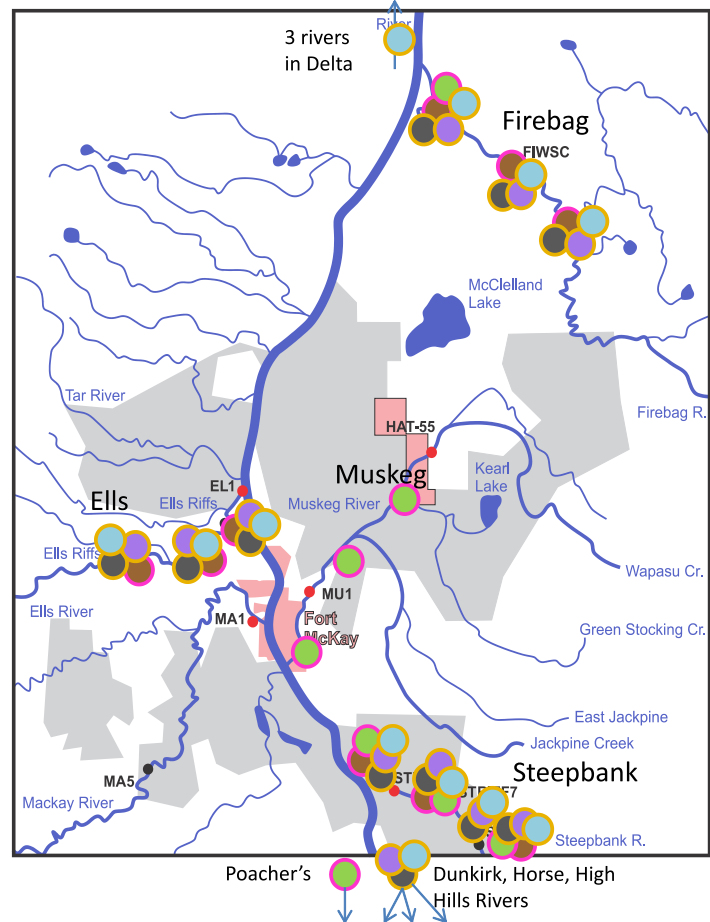 River
3 rivers
in Delta
Firebag
FIWSC
McClelland
Lake
Tar River
Firebag R.
HAT-55
Muskeg
Kearl
Lake
EL1
Ells
Ells Riffs
Muskeg River
Ells Riffs
Wapasu Cr.
Ells River
MU1
MA1
Fort
McKay
Green Stocking Cr.
East Jackpine
Jackpine Creek
Steepbank
MA5
ST
Mackay River
Steepbank R.
Poacher's
Dunkirk, Horse, High
Hills Rivers